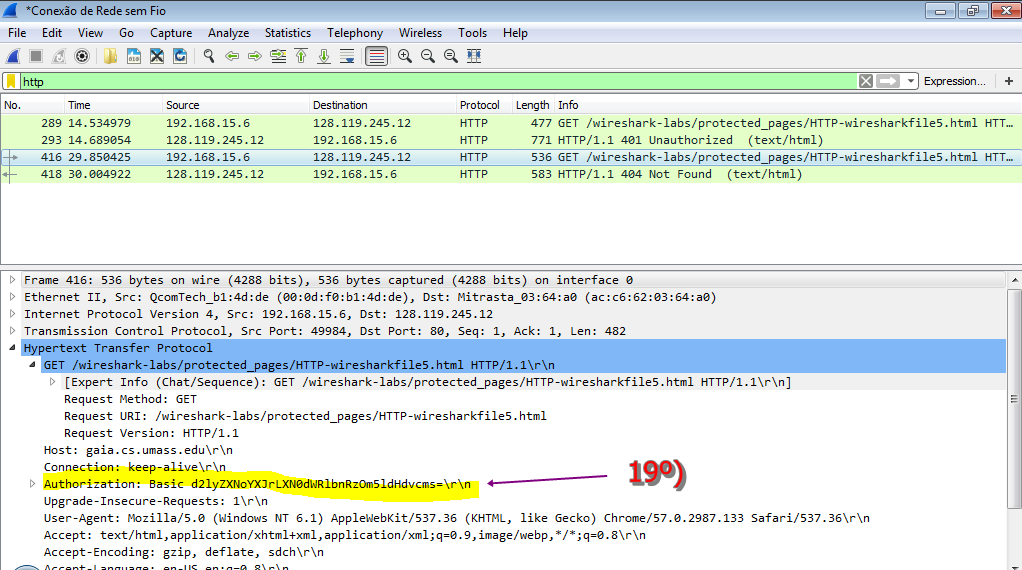 *Conexão de Rede sem Fio
File Edit View Go Capture Analyze Statistics Telephony Wireless Tools Help
http Expression... +
No. Time Source Destination Protocol Length Info
289 14.534979 192.168.15.6 128.119.245.12 HTTP 477 GET /wireshark-labs/protected_pages/HTTP-wiresharkfile5.html HTT...
293 14.689054 128.119.245.12 192.168.15.6 HTTP 771 HTTP/1.1 401 Unauthorized (text/html)
416 29.850425 192.168.15.6 128.119.245.12 HTTP 536 GET /wireshark-labs/protected_pages/HTTP-wiresharkfile5.html HTT...
418 30.004922 128.119.245.12 192.168.15.6 HTTP 583 HTTP/1.1 404 Not Found (text/html)
Frame 416: 536 bytes on wire (4288 bits), 536 bytes captured (4288 bits) on interface 0
Ethernet II, Src: QcomTech_b1:4d:de (00:0d:f0:b1:4d:de), Dst: Mitrasta_03:64:a0 (ac:c6:62:03:64:a0)
Internet Protocol Version 4, Src: 192.168.15.6, Dst: 128.119.245.12
Transmission Control Protocol, Src Port: 49984, Dst Port: 80, Seq: 1, Ack: 1, Len: 482
Hypertext Transfer Protocol
GET /wireshark-labs/protected_pages/HTTP-wiresharkfile5.html HTTP/1.1\r\n
[Expert Info (Chat/Sequence): GET /wireshark-labs/protected_pages/HTTP-wiresharkfile5.html HTTP/1.1\r\n]
Request Method: GET
Request URI: /wireshark-labs/protected_pages/HTTP-wiresharkfile5.html
Request Version: HTTP/1.1
Host: gaia.cs.umass.edu\r\n
Connection: keep-alive\r\n
Authorization: Basic d2lyZXNoYXJrLXN0dWRlbnRzOm5ldHdvcms=\r\n 19º)
Upgrade-Insecure-Requests: 1\r\n
User-Agent: Mozilla/5.0 (Windows NT 6.1) AppleWebKit/537.36 (KHTML, like Gecko) Chrome/57.0.2987.133 Safari/537.36\r\n
Accept: text/html,application/xhtml+xml,application/xml;q=0.9,image/webp,*/*;q=0.8\r\n
Accept-Encoding: gzip, deflate, sdch\r\n
Accept-Language: en-US,en;q=0.8\r\n